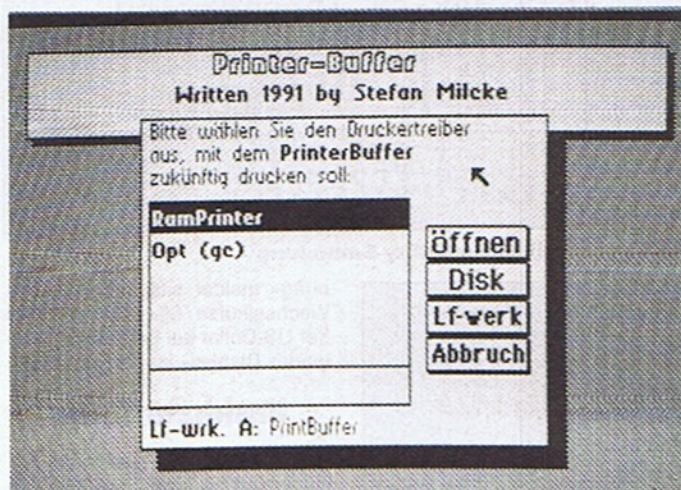 Printer-Buffer
Written 1991 by Stefan Milcke
Bitte wählen Sie den Druckertreiber
aus, mit dem PrinterBuffer
zukünftig drucken soll:
RamPrinter
Opt (gc)
Öffnen
Disk
Lf-werk
Abbruch
Lf-wrk. A: PrintBuffer